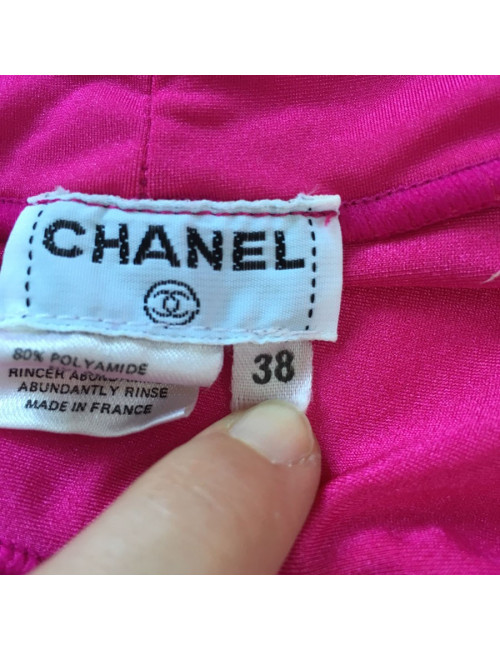 CHANEL
80% POLYAMIDE
RINCER
ABUNDANTLY RINSE
MADE IN FRANCE
38